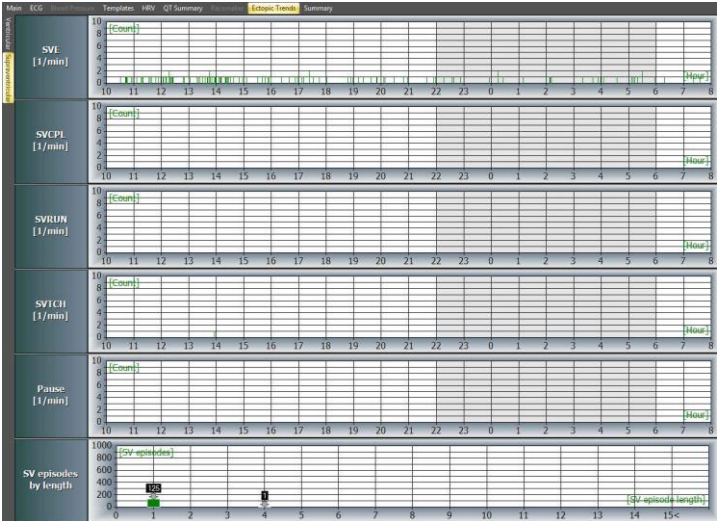 Main ECG Blood Pressure Templates HRV QT Summary Pacemaker Ectopic Trends Summary
Ventricular
Supraventricular
SVE
[1/min]
[Count]
10
8
6
4
2
0
[Hour]
10 11 12 13 14 15 16 17 18 19 20 21 22 23 0 1 2 3 4 5 6 7 8
SVCPL
[1/min]
[Count]
10
8
6
4
2
0
[Hour]
10 11 12 13 14 15 16 17 18 19 20 21 22 23 0 1 2 3 4 5 6 7 8
SVRUN
[1/min]
[Count]
10
8
6
4
2
0
[Hour]
10 11 12 13 14 15 16 17 18 19 20 21 22 23 0 1 2 3 4 5 6 7 8
SVTCH
[1/min]
[Count]
10
8
6
4
2
0
[Hour]
10 11 12 13 14 15 16 17 18 19 20 21 22 23 0 1 2 3 4 5 6 7 8
Pause
[1/min]
[Count]
10
8
6
4
2
0
[Hour]
10 11 12 13 14 15 16 17 18 19 20 21 22 23 0 1 2 3 4 5 6 7 8
SV episodes
by length
[SV episodes]
1000
800
600
400
200
0
125
1
[SV episode length]
0 1 2 3 4 5 6 7 8 9 10 11 12 13 14 15<